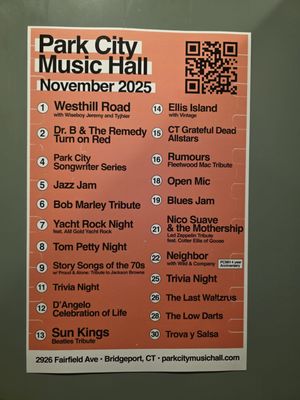 Park City
Music Hall
November 2025
1 Westhill Road
with Wiseboy Jeremy and Tyjhier
2 Dr. B & The Remedy
Turn on Red
4 Park City
Songwriter Series
5 Jazz Jam
6 Bob Marley Tribute
7 Yacht Rock Night
feat. AM Gold Yacht Rock
8 Tom Petty Night
9 Story Songs of the 70s
w/ Proud & Alone: Tribute to Jackson Browne
11 Trivia Night
12 D'Angelo
Celebration of Life
13 Sun Kings
Beatles Tribute
14 Ellis Island
with Vintage
15 CT Grateful Dead
Allstars
16 Rumours
Fleetwood Mac Tribute
18 Open Mic
19 Blues Jam
21 Nico Suave
& the Mothership
Led Zeppelin Tribute
feat. Cotter Ellis of Goose
22 Neighbor
with Wild & Company
PCMH 4 year
Anniversary
25 Trivia Night
26 The Last Waltzrus
28 The Low Darts
30 Trova y Salsa
2926 Fairfield Ave • Bridgeport, CT • parkcitymusichall.com